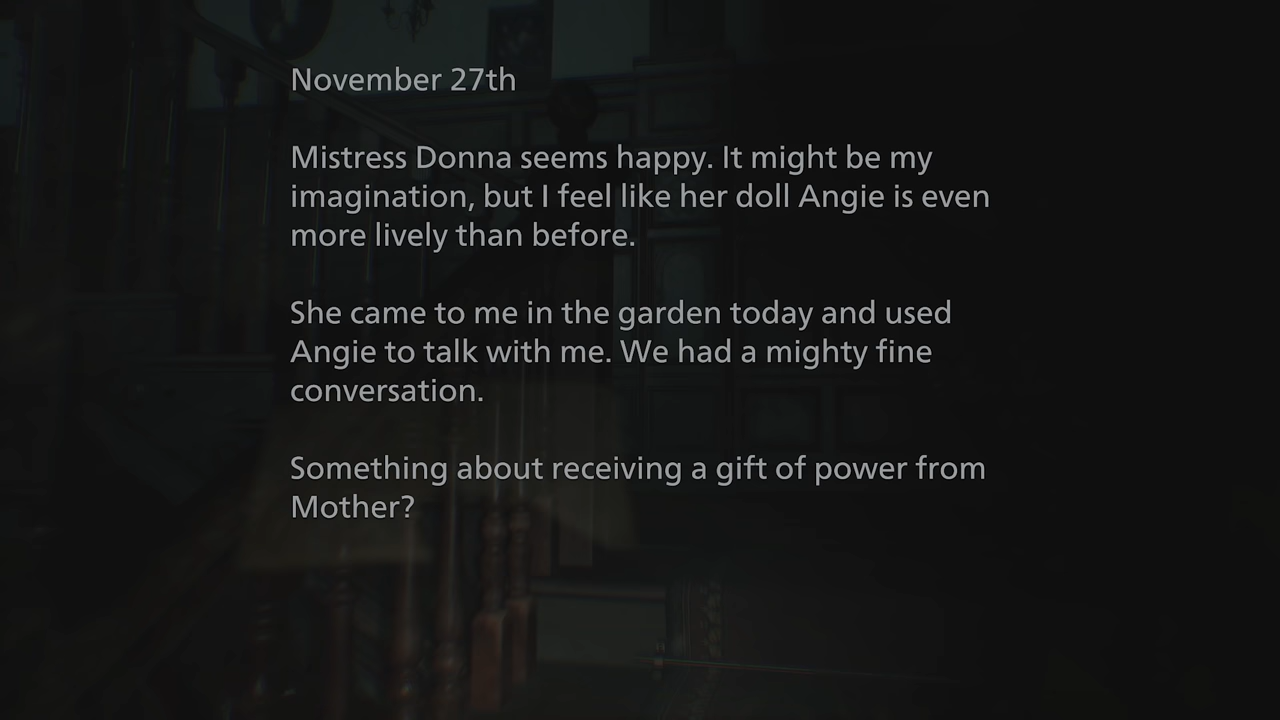 November 27th
Mistress Donna seems happy. It might be my
imagination, but I feel like her doll Angie is even
more lively than before.
She came to me in the garden today and used
Angie to talk with me. We had a mighty fine
conversation.
Something about receiving a gift of power from
Mother?